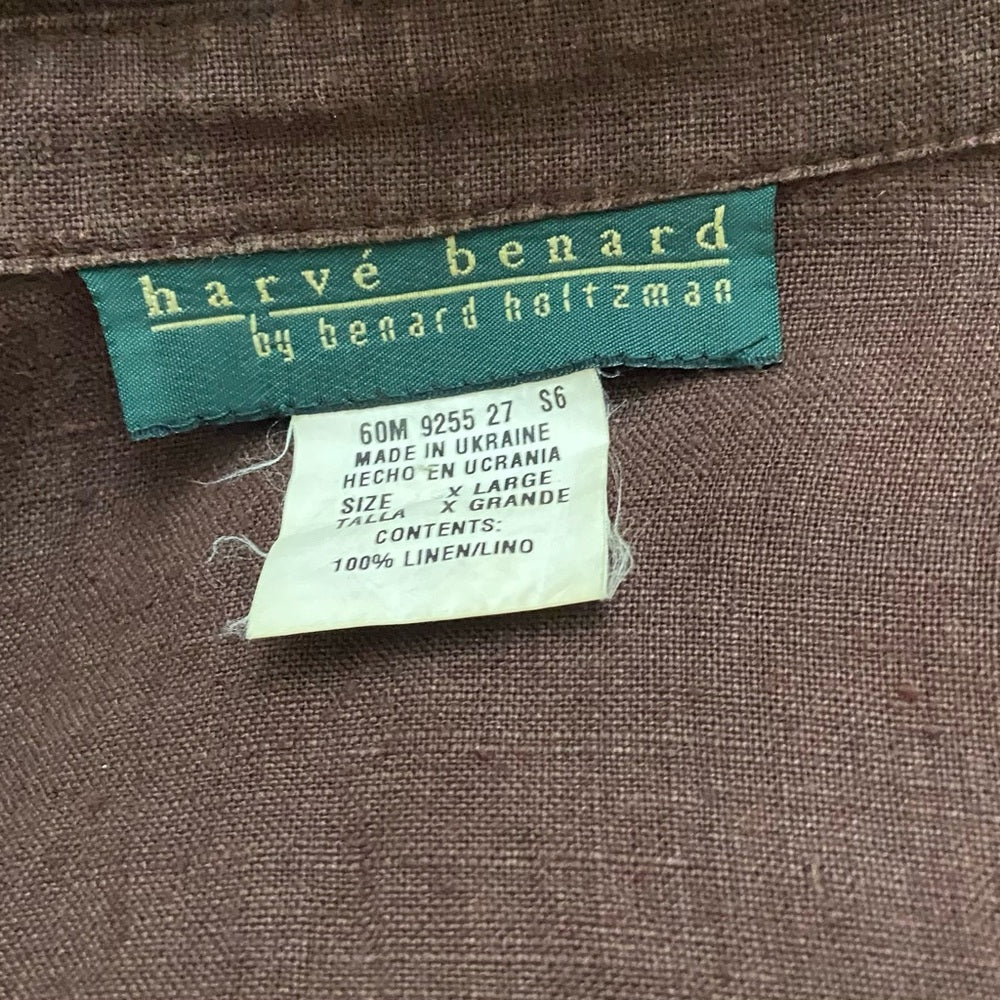 harvé benard
by benard holtzman
60M 9255 27 S6
MADE IN UKRAINE
HECHO EN UCRANIA
SIZE X LARGE
TALLA X GRANDE
CONTENTS:
100% LINEN/LINO